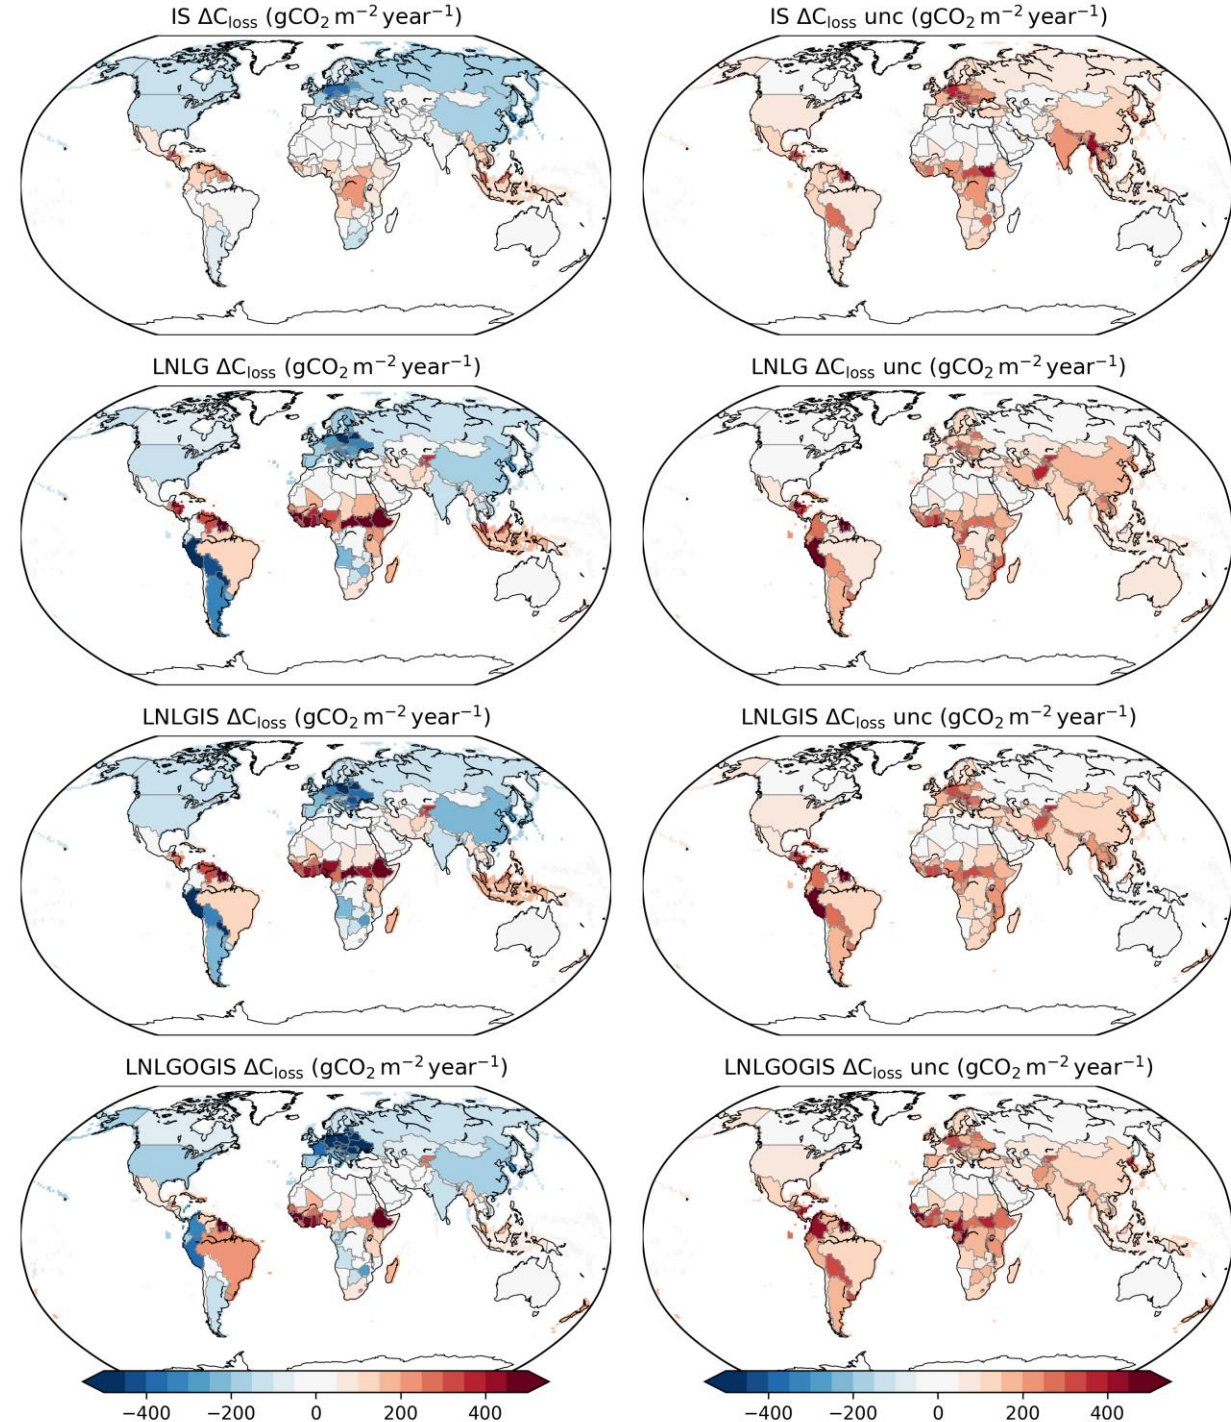 IS ΔC_loss (gCO₂ m⁻² year⁻¹)
IS ΔC_loss unc (gCO₂ m⁻² year⁻¹)
LNLG ΔC_loss (gCO₂ m⁻² year⁻¹)
LNLG ΔC_loss unc (gCO₂ m⁻² year⁻¹)
LNLGIS ΔC_loss (gCO₂ m⁻² year⁻¹)
LNLGIS ΔC_loss unc (gCO₂ m⁻² year⁻¹)
LNLGOGIS ΔC_loss (gCO₂ m⁻² year⁻¹)
LNLGOGIS ΔC_loss unc (gCO₂ m⁻² year⁻¹)
−400 −200 0 200 400
−400 −200 0 200 400